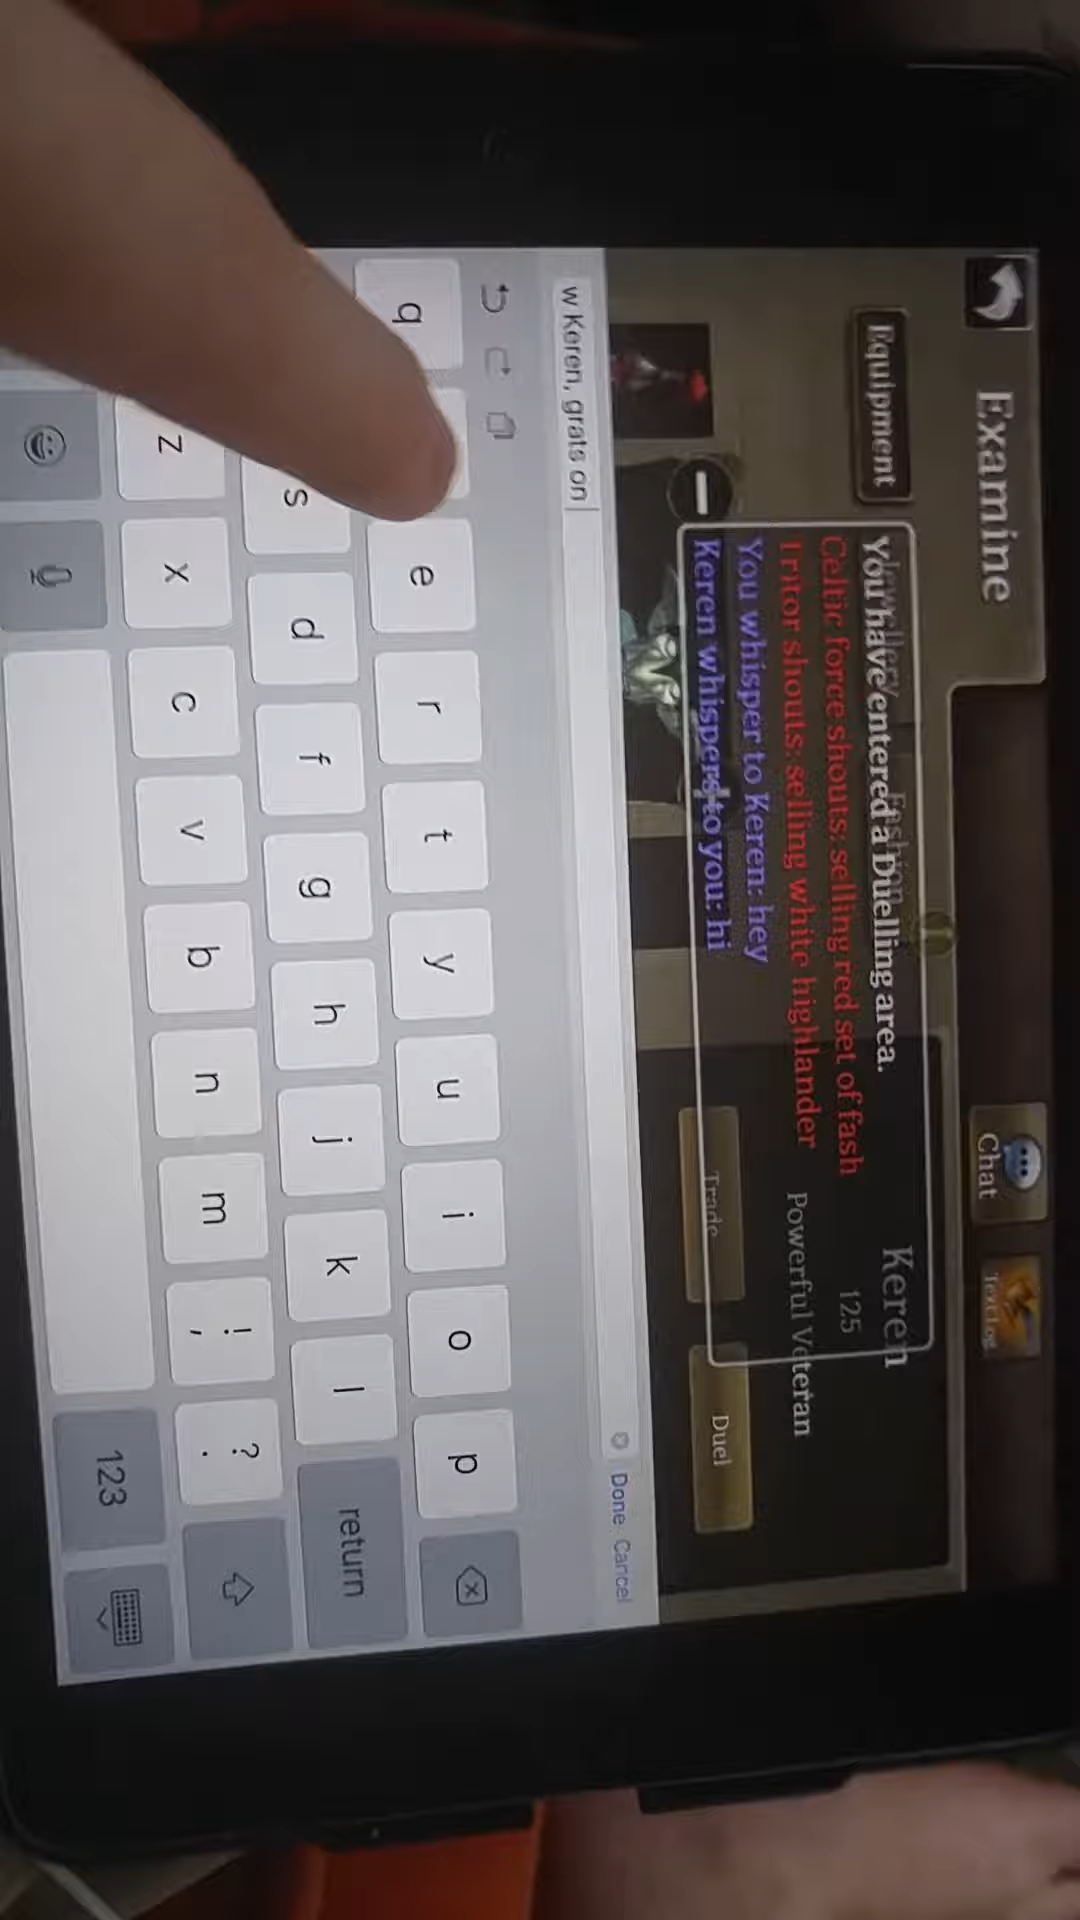 Examine
Chat
Text Log
Equipment
Keren
You have entered a Duelling area.
125
Celtic force shouts: selling red set of fash
Tritor shouts: selling white highlander
Powerful Veteran
You whisper to Keren: hey
Keren whispers to you: hi
Trade
Duel
w Keren, grats on
Done Cancel
q e r t y u i o p
s d f g h j k l return
z x c v b n m ! , ? .
123